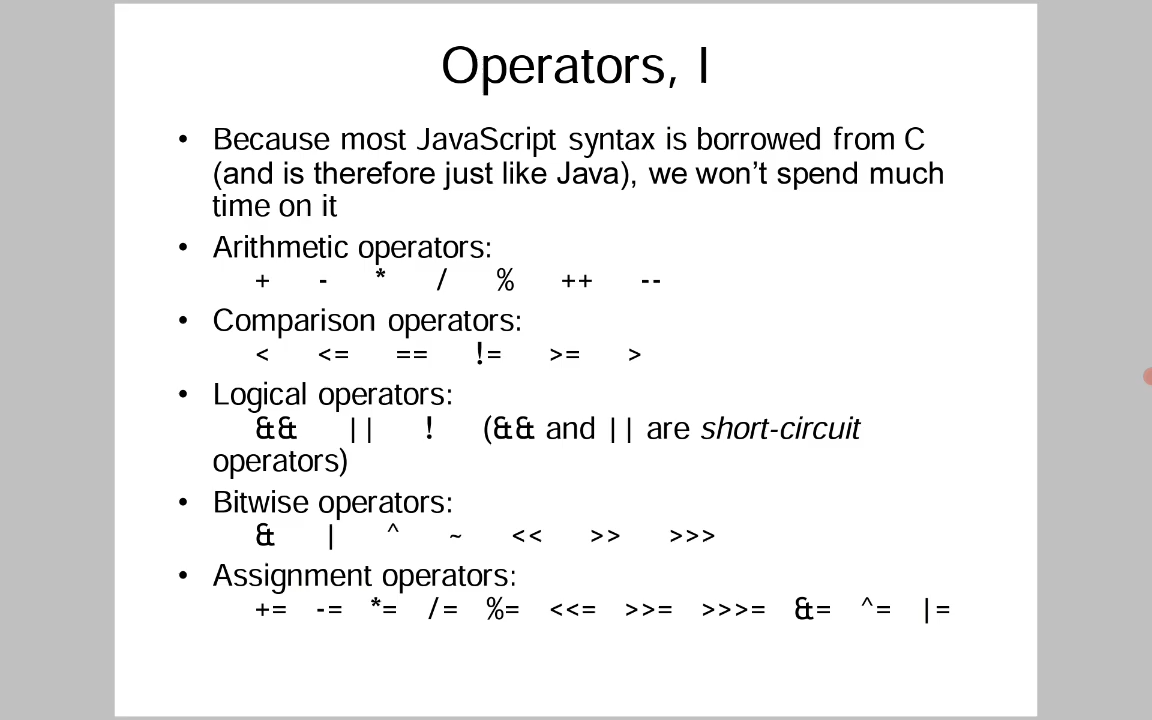 Operators, I
• Because most JavaScript syntax is borrowed from C
(and is therefore just like Java), we won’t spend much
time on it
• Arithmetic operators:
+ - * / % ++ --
• Comparison operators:
< <= == != >= >
• Logical operators:
&& || ! (&& and || are short-circuit
operators)
• Bitwise operators:
& | ^ ~ << >> >>>
• Assignment operators:
+= -= *= /= %= <<= >>= >>>= &= ^= |=